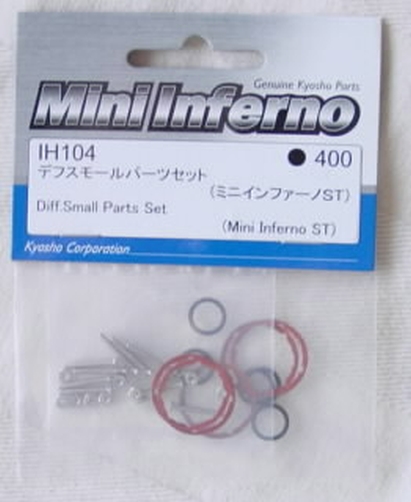 Genuine Kyosho Parts
Mini Inferno
IH104 ● 400
デフスモールパーツセット
(ミニインファーノST)
Diff.Small Parts Set
(Mini Inferno ST)
Kyosho Corporation